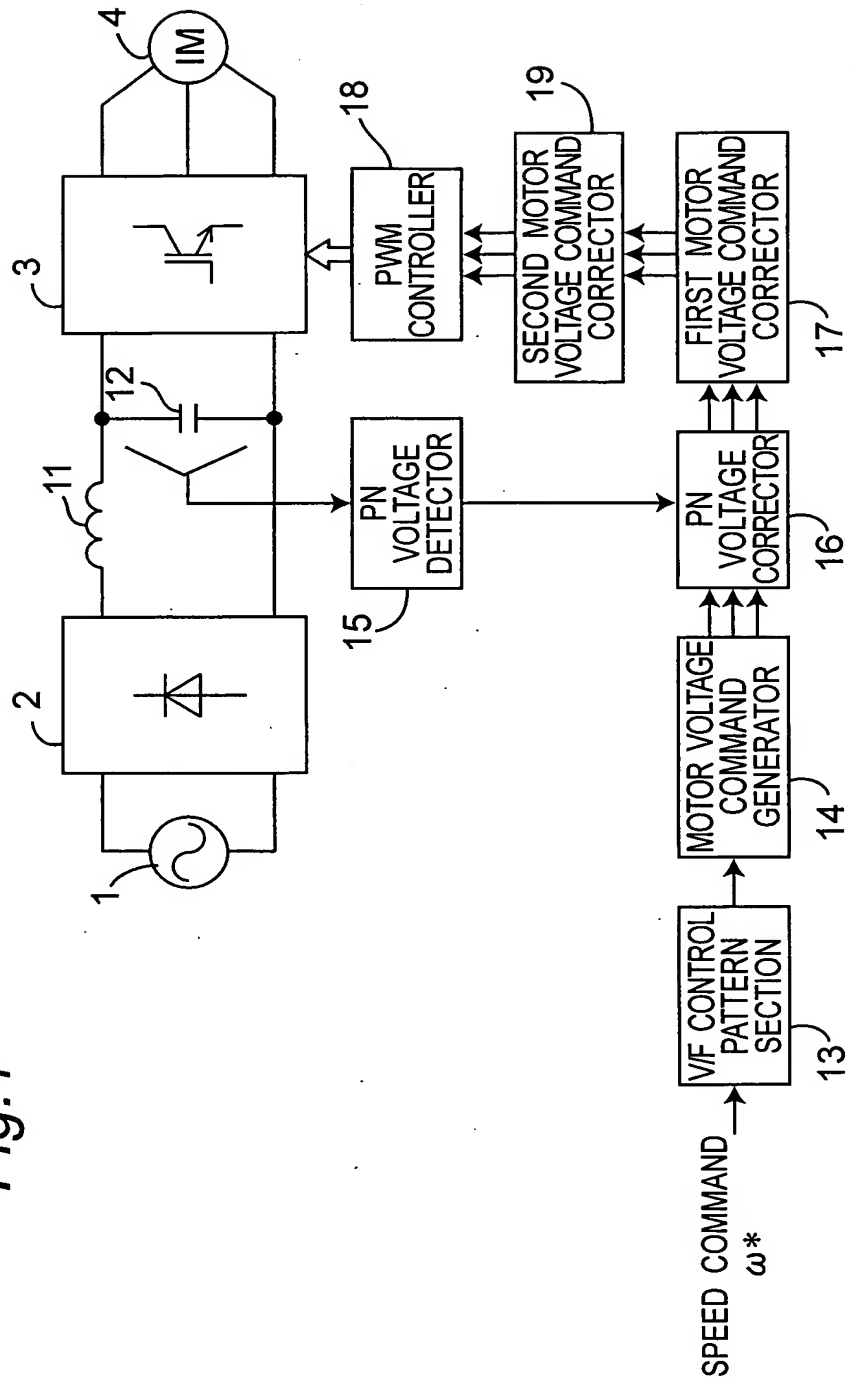 Fig. 1
1
2
11
12
3
4
IM
PN
VOLTAGE
DETECTOR
15
PWM
CONTROLLER
18
SECOND MOTOR
VOLTAGE COMMAND
CORRECTOR
19
SPEED COMMAND
ω*
V/F CONTROL
PATTERN
SECTION
13
MOTOR VOLTAGE
COMMAND
GENERATOR
14
PN
VOLTAGE
CORRECTOR
16
FIRST MOTOR
VOLTAGE COMMAND
CORRECTOR
17